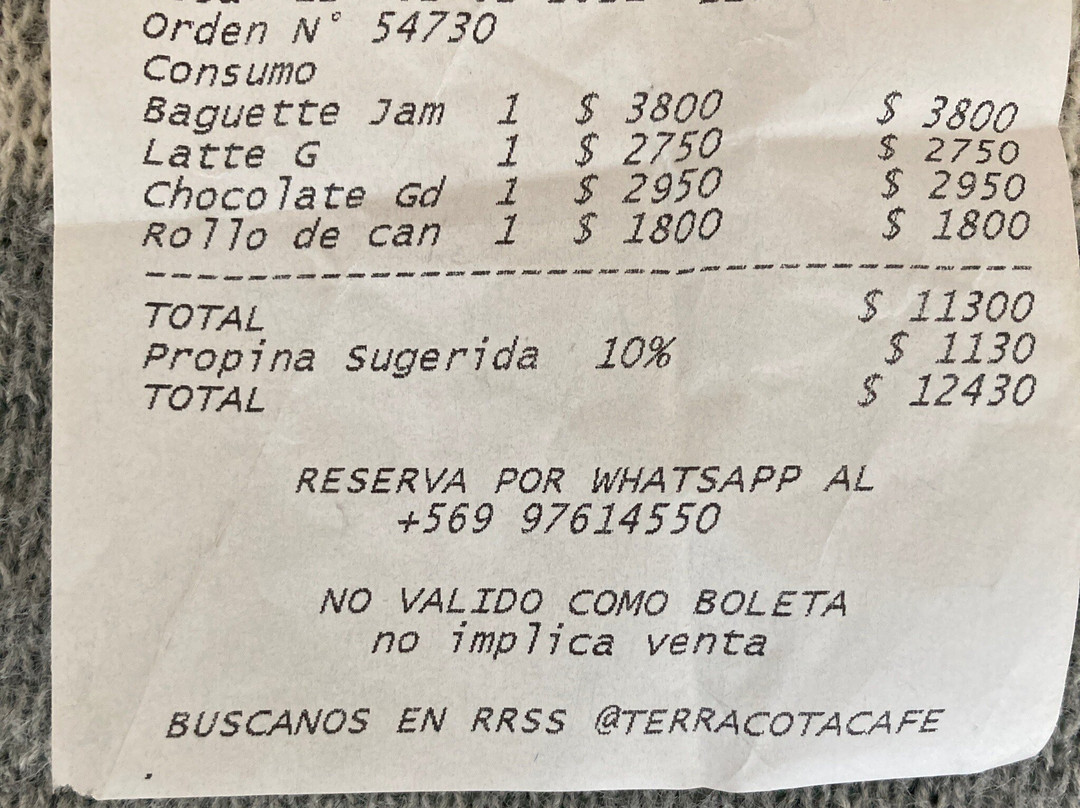 Orden N° 54730
Consumo
Baguette Jam 1 $ 3800 $ 3800
Latte G 1 $ 2750 $ 2750
Chocolate Gd 1 $ 2950 $ 2950
Rollo de can 1 $ 1800 $ 1800
--------------------------------------------
TOTAL $ 11300
Propina Sugerida 10% $ 1130
TOTAL $ 12430
RESERVA POR WHATSAPP AL
+569 97614550
NO VALIDO COMO BOLETA
no implica venta
BUSCANOS EN RRSS @TERRACOTACAFE
.